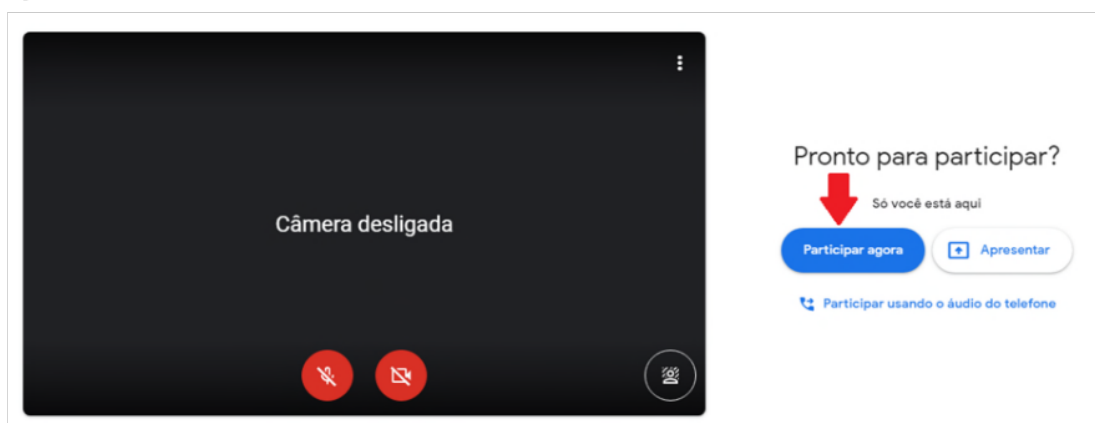 Câmera desligada
Pronto para participar?
Só você está aqui
Participar agora
Apresentar
Participar usando o áudio do telefone